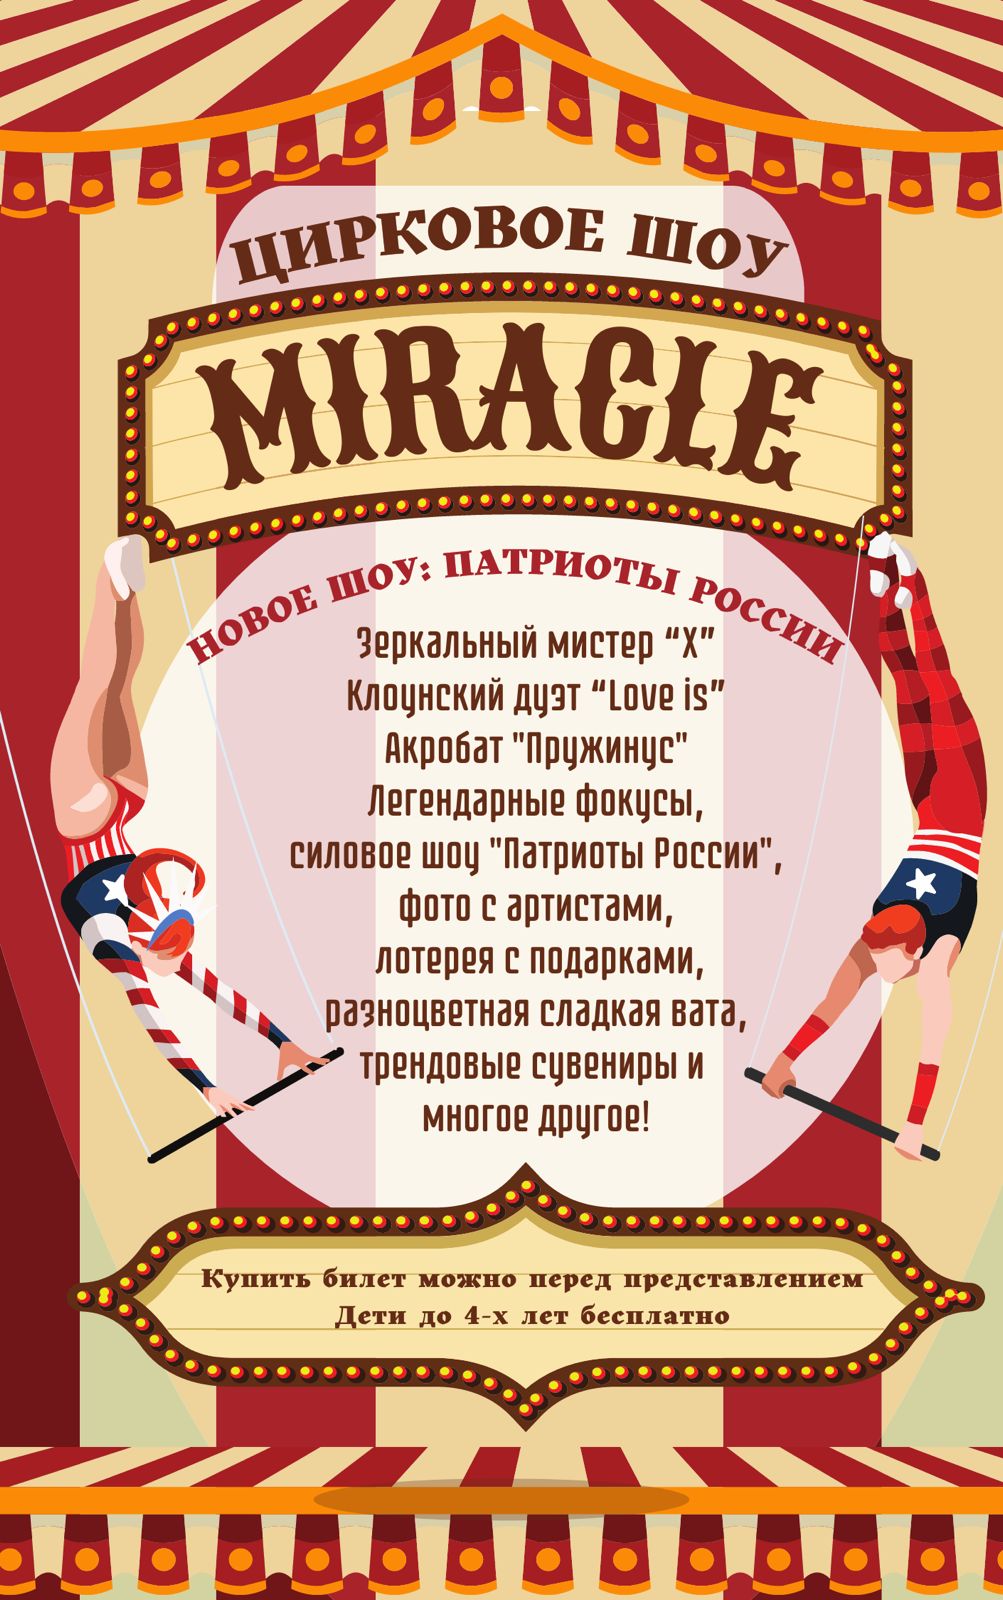 ЦИРКОВОЕ ШОУ
MIRACLE
НОВОЕ ШОУ: ПАТРИОТЫ РОССИИ
Зеркальный мистер “Х”
Клоунский дуэт “Love is”
Акробат "Пружинус"
Легендарные фокусы,
силовое шоу "Патриоты России",
фото с артистами,
лотерея с подарками,
разноцветная сладкая вата,
трендовые сувениры и
многое другое!
Купить билет можно перед представлением
Дети до 4-х лет бесплатно